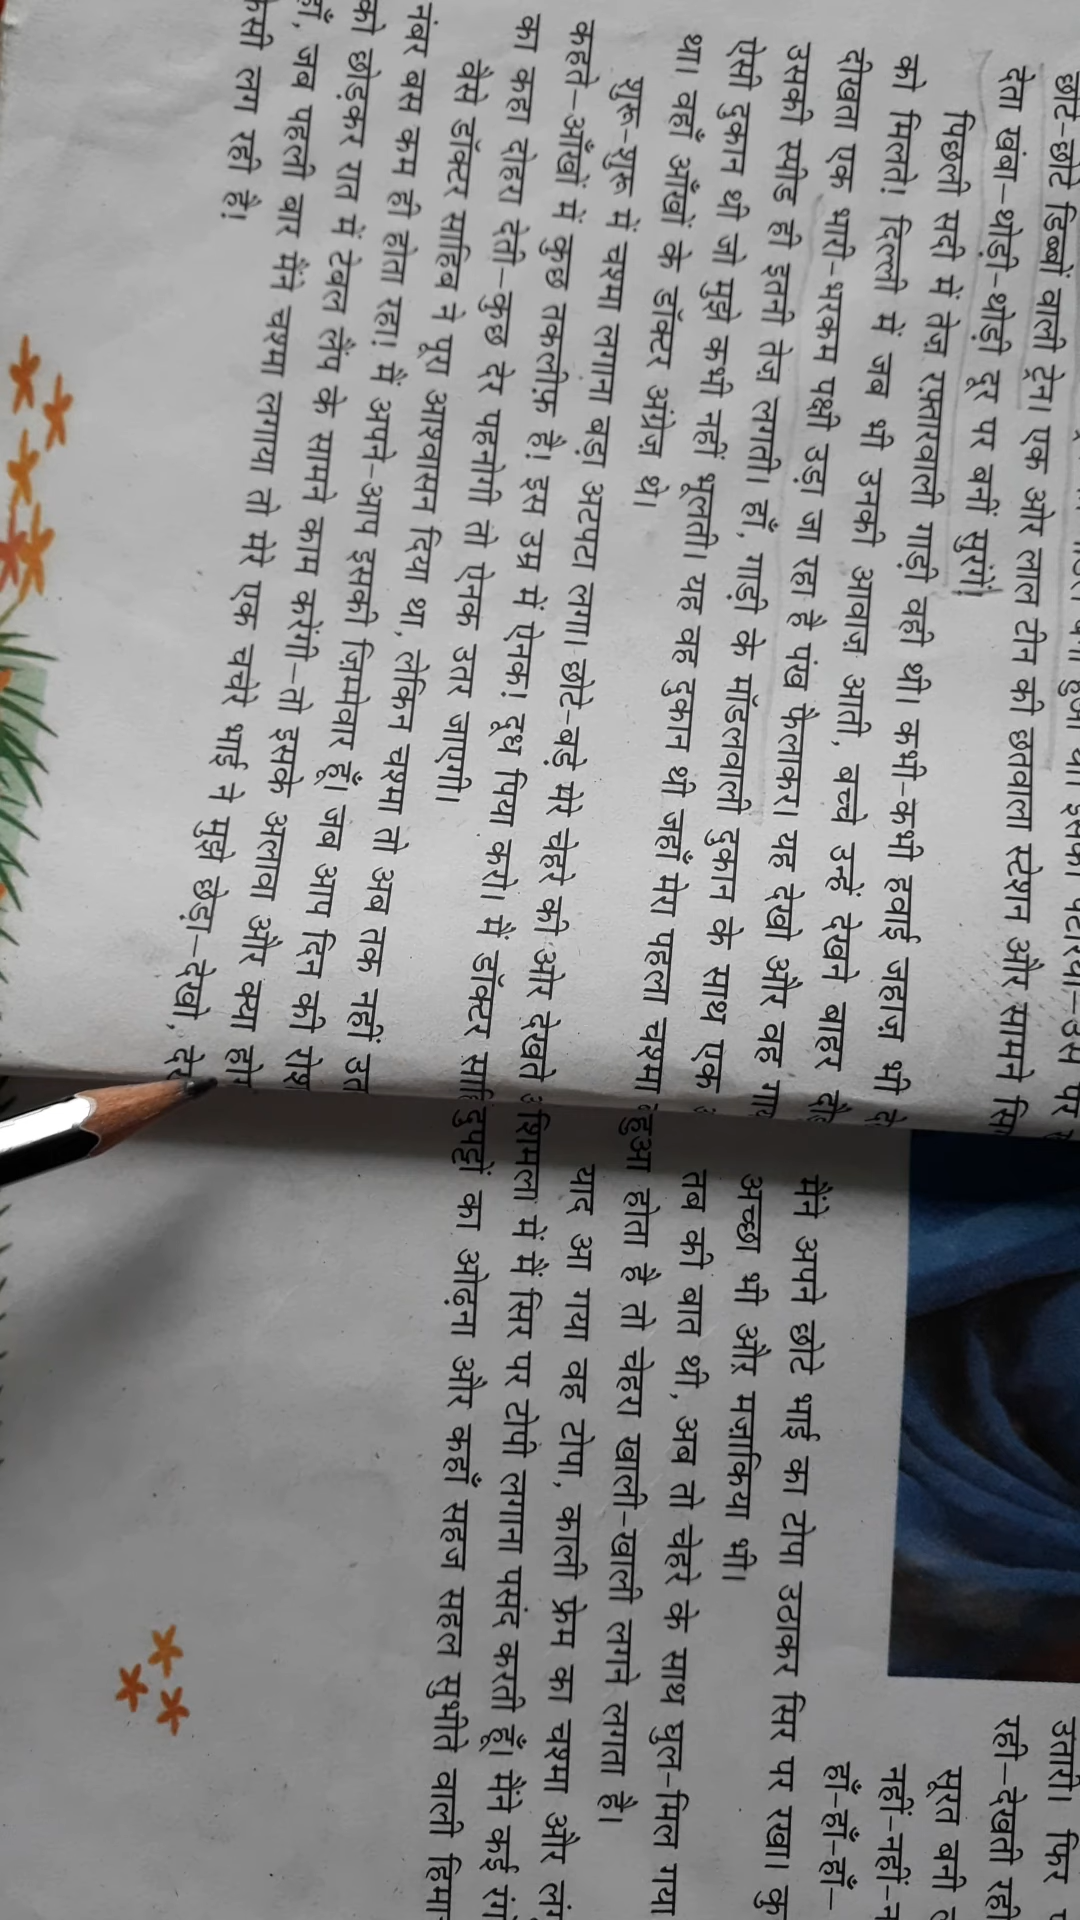 छोटे-छोटे डिब्बों वाली ट्रेन। एक ओर लाल टीन की छतवाला स्टेशन और सामने
देता खंबा-थोड़ी-थोड़ी दूर पर बनीं सुरंगें!
पिछली सदी में तेज़ रफ़्तारवाली गाड़ी वही थी। कभी-कभी हवाई जहाज़ भी
को मिलते! दिल्ली में जब भी उनकी आवाज़ आती, बच्चे उन्हें देखने बाहर
दीखता एक भारी-भरकम पक्षी उड़ा जा रहा है पंख फैलाकर। यह देखो और वह
उसकी स्पीड ही इतनी तेज़ लगती। हाँ, गाड़ी के मॉडलवाली दुकान के साथ एक
ऐसी दुकान थी जो मुझे कभी नहीं भूलती। यह वह दुकान थी जहाँ मेरा पहला चश्मा
था। वहाँ आँखों के डॉक्टर अंग्रेज़ थे।
शुरू-शुरू में चश्मा लगाना बड़ा अटपटा लगा। छोटे-बड़े मेरे चेहरे की ओर देखते
कहते-आँखों में कुछ तकलीफ़ है! इस उम्र में ऐनक! दूध पिया करो। मैं डॉक्टर
का कहा दोहरा देती-कुछ देर पहनोगी तो ऐनक उतर जाएगी।
वैसे डॉक्टर साहिब ने पूरा आश्वासन दिया था, लेकिन चश्मा तो अब तक नहीं
नंबर बस कम ही होता रहा! मैं अपने-आप इसकी ज़िम्मेवार हूँ। जब आप दिन की
को छोड़कर रात में टेबल लैंप के सामने काम करेंगी-तो इसके अलावा और क्या
हाँ, जब पहली बार मैंने चश्मा लगाया तो मेरे एक चचेरे भाई ने मुझे छेड़ा-देखो,
लग रही है!
उतारी। फिर
रही-देखती रही
सूरत बनी
नहीं-नहीं-
हाँ-हाँ-हाँ-
मैंने अपने छोटे भाई का टोपा उठाकर सिर पर रखा।
अच्छा भी और मज़ाकिया भी।
तब की बात थी, अब तो चेहरे के साथ घुल-मिल गया
हुआ होता है तो चेहरा खाली-खाली लगने लगता है।
याद आ गया वह टोपा, काली फ्रेम का चश्मा और
शिमला में मैं सिर पर टोपी लगाना पसंद करती हूँ। मैंने कई
दुपट्टों का ओढ़ना और कहाँ सहज सहल सुभीते वाली